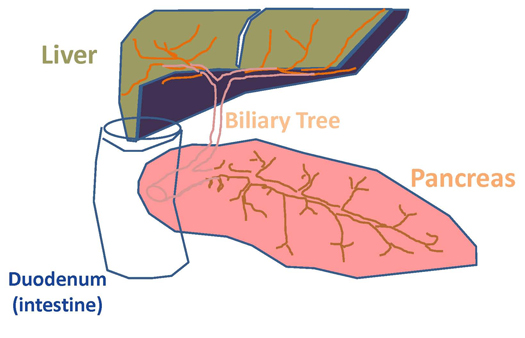 Liver
Biliary Tree
Pancreas
Duodenum
(intestine)